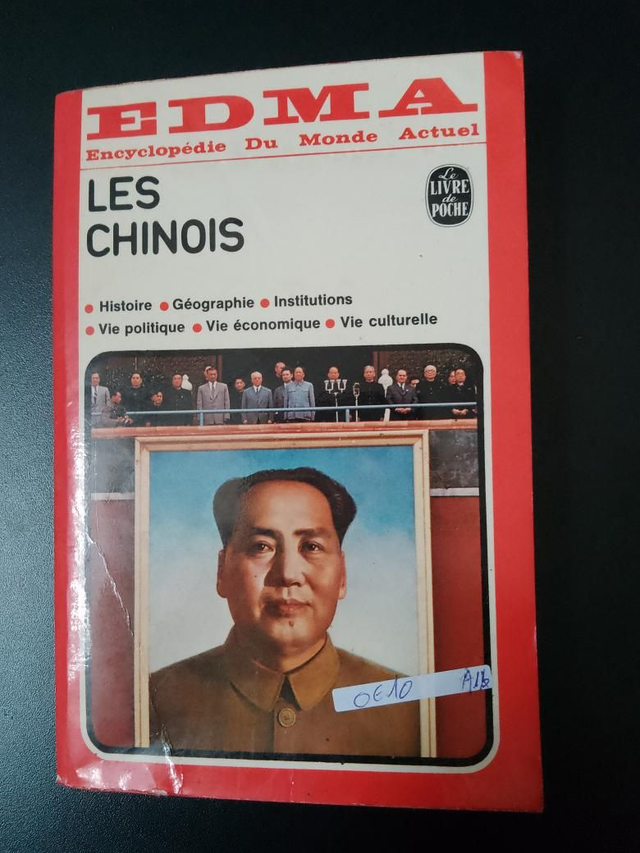 EDMA
Encyclopédie Du Monde Actuel
LES
CHINOIS
Le
LIVRE
de
POCHE
• Histoire • Géographie • Institutions
• Vie politique • Vie économique • Vie culturelle
OE10